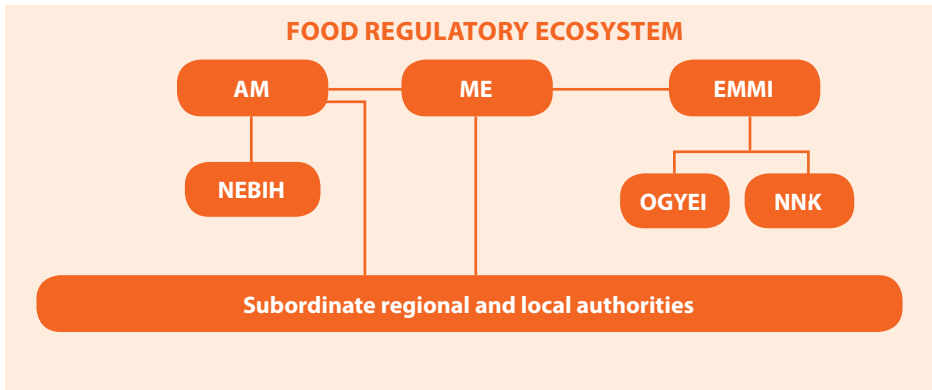 FOOD REGULATORY ECOSYSTEM
AM
ME
EMMI
NEBIH
OGYEI
NNK
Subordinate regional and local authorities